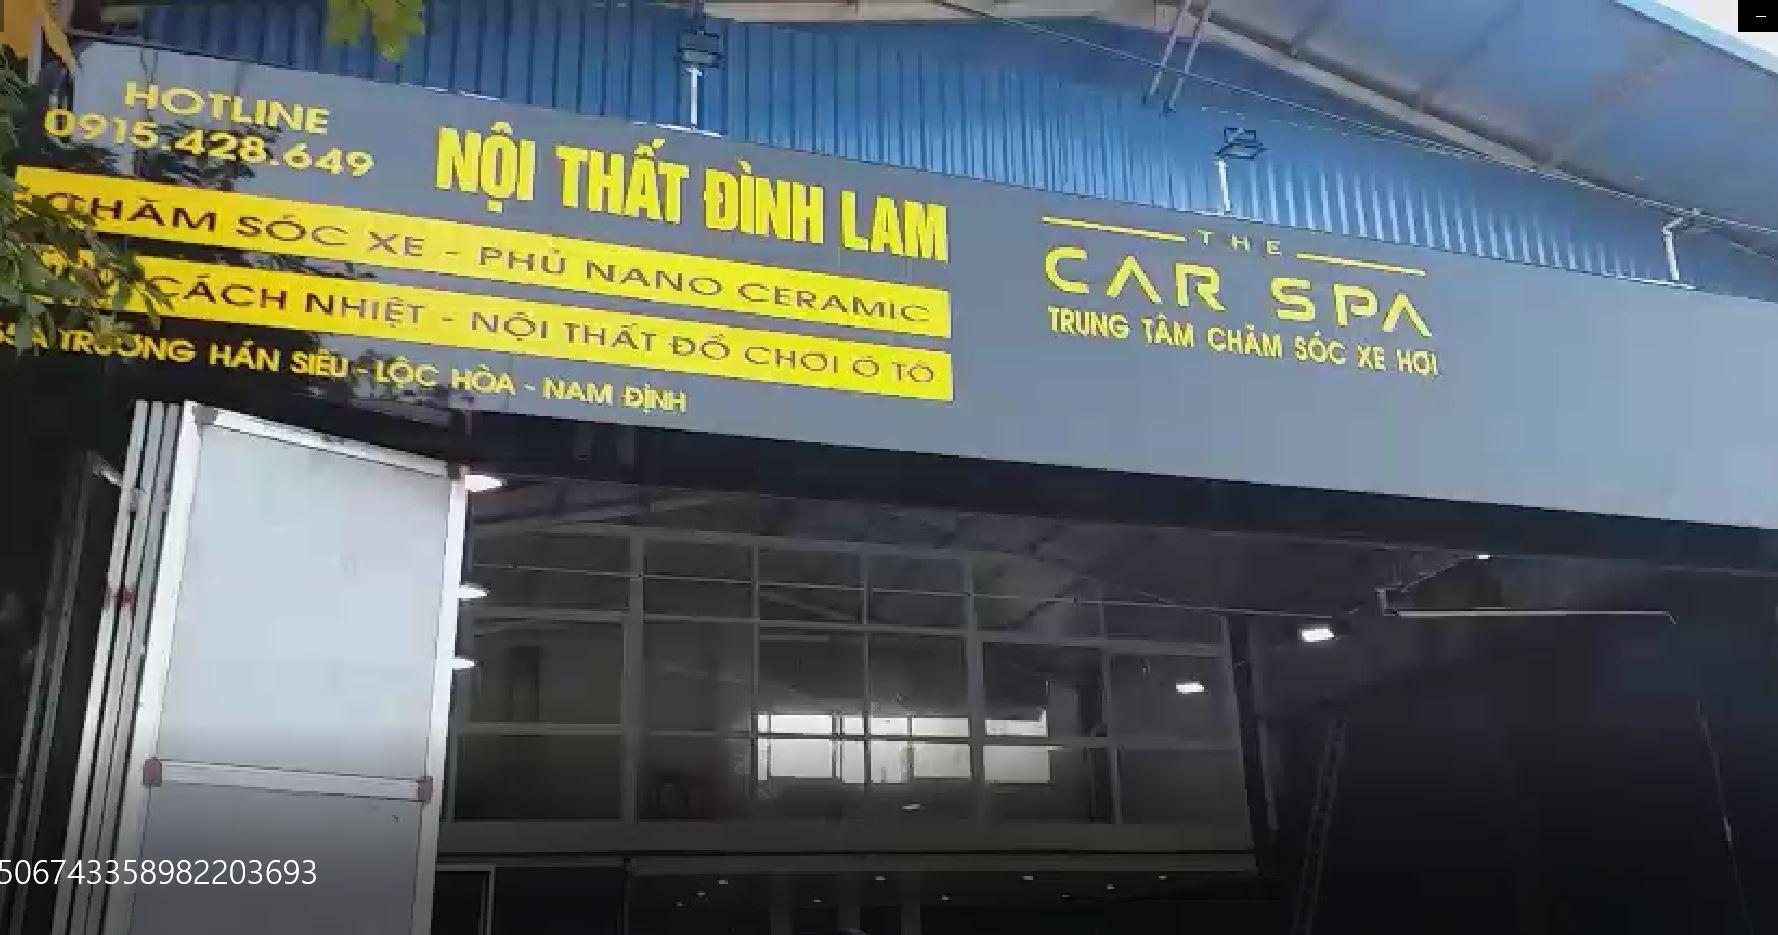 HOTLINE
0915.428.649
NỘI THẤT ĐÌNH LAM
CHĂM SÓC XE - PHỦ NANO CERAMIC
CÁCH NHIỆT - NỘI THẤT ĐỒ CHƠI Ô TÔ
TRƯƠNG HÁN SIÊU - LỘC HÒA - NAM ĐỊNH
THE
CAR SPA
TRUNG TÂM CHĂM SÓC XE HƠI
506743358982203693